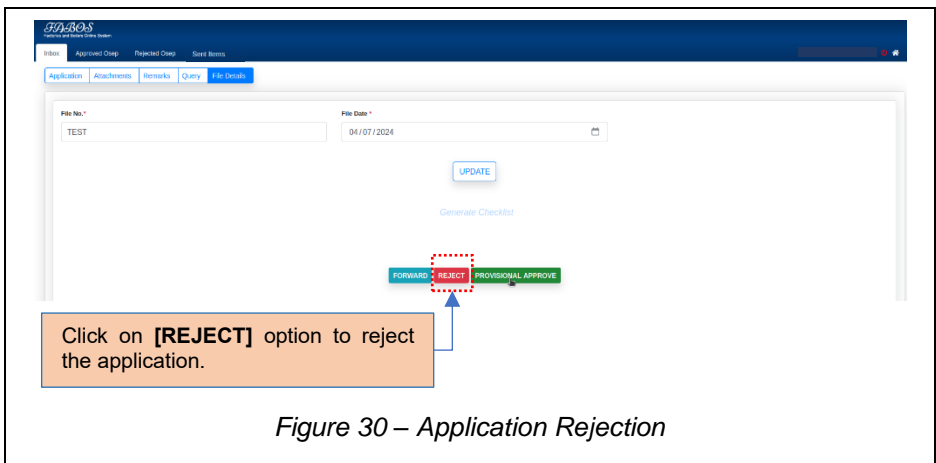 FABOS
Factories and Boilers Online System
Inbox Approved Osep Rejected Osep Sent Items
Application Attachments Remarks Query File Details
File No.* File Date *
TEST 04/07/2024
UPDATE
Generate Checklist
FORWARD REJECT PROVISIONAL APPROVE
Click on [REJECT] option to reject
the application.
Figure 30 – Application Rejection